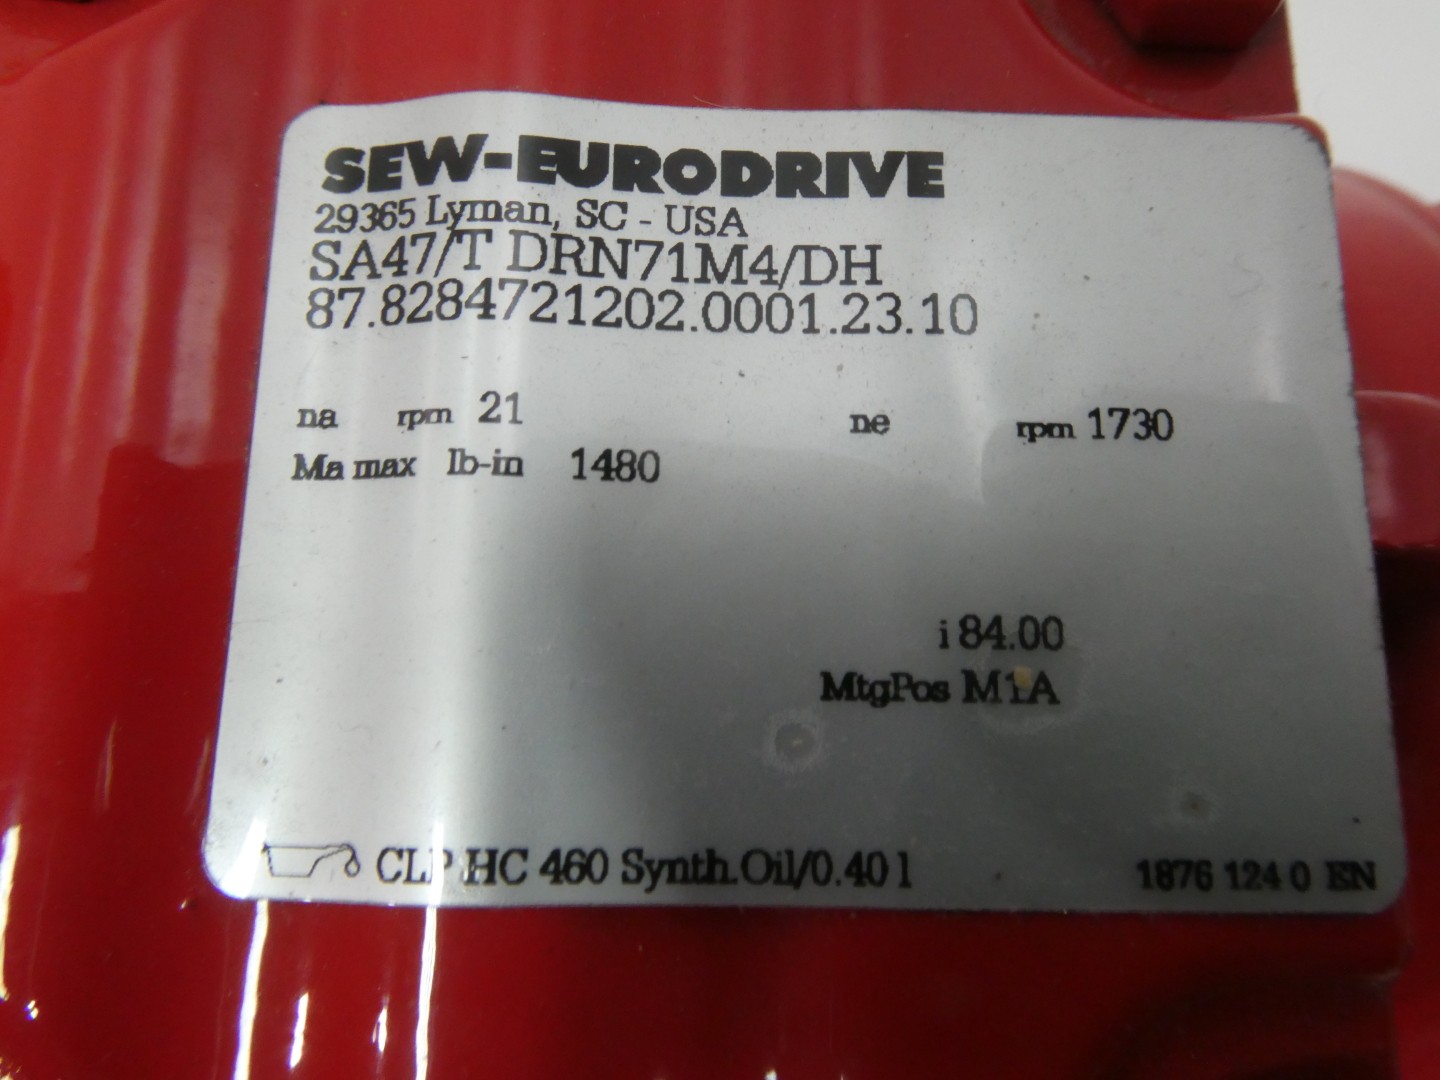 SEW-EURODRIVE
29365 Lyman, SC - USA
SA47/T DRN71M4/DH
87.8284721202.0001.23.10
na rpm 21 ne rpm 1730
Ma max lb-in 1480
i 84.00
MtgPos M1A
CLP HC 460 Synth.Oil/0.40 l 1876 124 0 EN